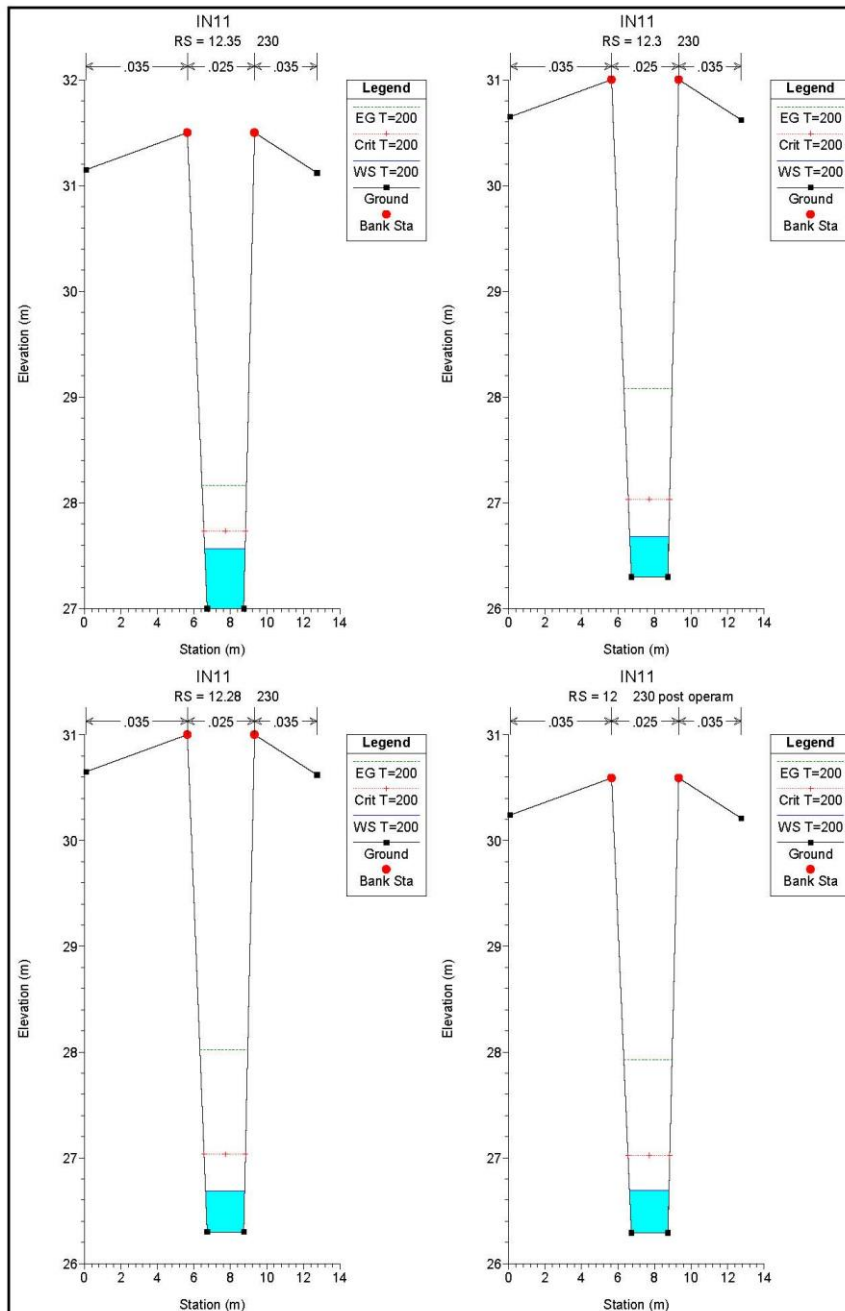 IN11
RS = 12.35 230
.035 .025 .035
Legend
EG T=200
Crit T=200
WS T=200
Ground
Bank Sta
32
31
30
29
28
27
Elevation (m)
0 2 4 6 8 10 12 14
Station (m)
IN11
RS = 12.3 230
.035 .025 .035
Legend
EG T=200
Crit T=200
WS T=200
Ground
Bank Sta
31
30
29
28
27
26
Elevation (m)
0 2 4 6 8 10 12 14
Station (m)
IN11
RS = 12.28 230
.035 .025 .035
Legend
EG T=200
Crit T=200
WS T=200
Ground
Bank Sta
31
30
29
28
27
26
Elevation (m)
0 2 4 6 8 10 12 14
Station (m)
IN11
RS = 12 230 post operam
.035 .025 .035
Legend
EG T=200
Crit T=200
WS T=200
Ground
Bank Sta
31
30
29
28
27
26
Elevation (m)
0 2 4 6 8 10 12 14
Station (m)